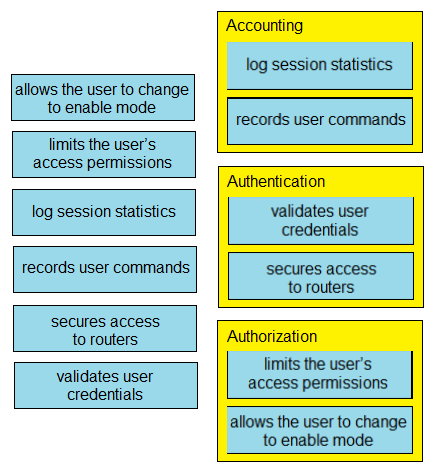 allows the user to change
to enable mode
limits the user's
access permissions
log session statistics
records user commands
secures access
to routers
validates user
credentials
Accounting
log session statistics
records user commands
Authentication
validates user
credentials
secures access
to routers
Authorization
limits the user's
access permissions
allows the user to change
to enable mode